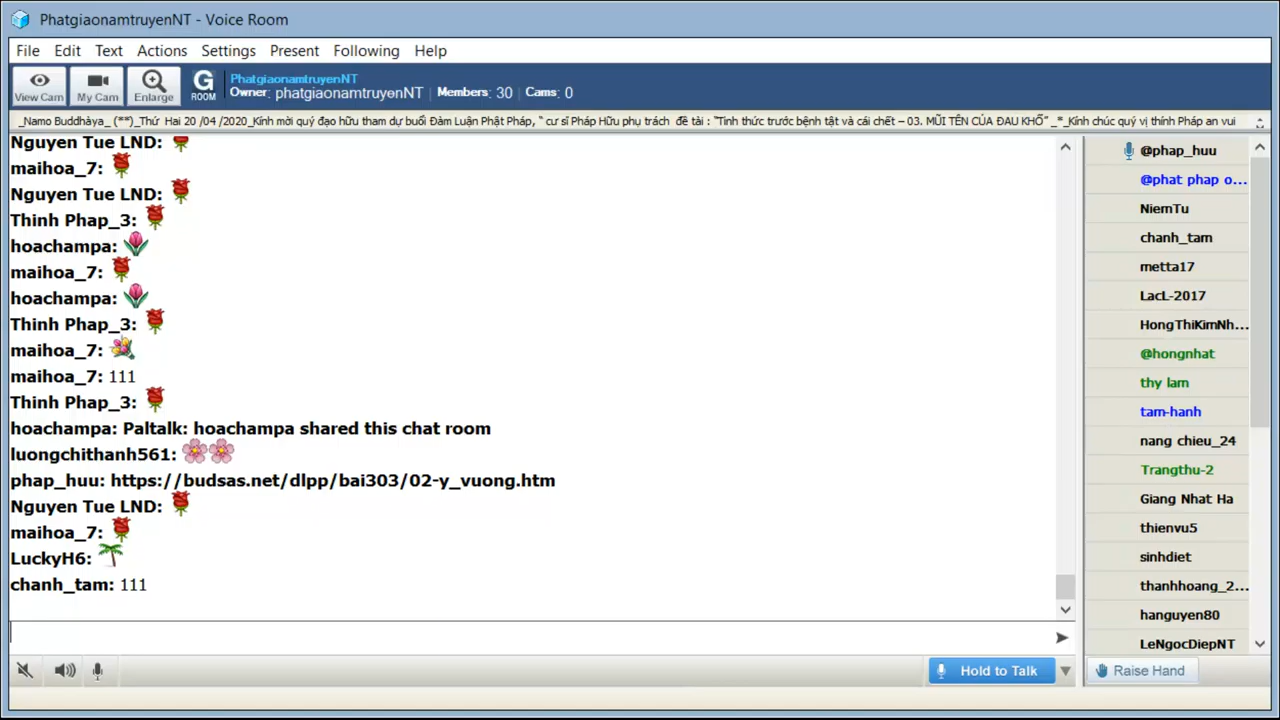 PhatgiaonamtruyenNT - Voice Room
File Edit Text Actions Settings Present Following Help
View Cam My Cam Enlarge G ROOM
PhatgiaonamtruyenNT
Owner: phatgiaonamtruyenNT Members: 30 Cams: 0
_Namo Buddhàya_ (**)_Thứ Hai 20 /04 /2020_Kính mời quý đạo hữu tham dự buổi Đàm Luận Phật Pháp, “ cư sĩ Pháp Hữu phụ trách đề tài : “Tỉnh thức trước bệnh tật và cái chết – 03. MŨI TÊN CỦA ĐAU KHỔ” _*_Kính chúc quý vị thính Pháp an vui
Nguyen Tue LND:
maihoa_7:
Nguyen Tue LND:
Thinh Phap_3:
hoachampa:
maihoa_7:
hoachampa:
Thinh Phap_3:
maihoa_7:
maihoa_7: 111
Thinh Phap_3:
hoachampa: Paltalk: hoachampa shared this chat room
luongchithanh561:
phap_huu: https://budsas.net/dlpp/bai303/02-y_vuong.htm
Nguyen Tue LND:
maihoa_7:
LuckyH6:
chanh_tam: 111
@phap_huu
@phat phap o...
NiemTu
chanh_tam
metta17
LacL-2017
HongThiKimNh...
@hongnhat
thy lam
tam-hanh
nang chieu_24
Trangthu-2
Giang Nhat Ha
thienvu5
sinhdiet
thanhhoang_2...
hanguyen80
LeNgocDiepNT
Hold to Talk
Raise Hand